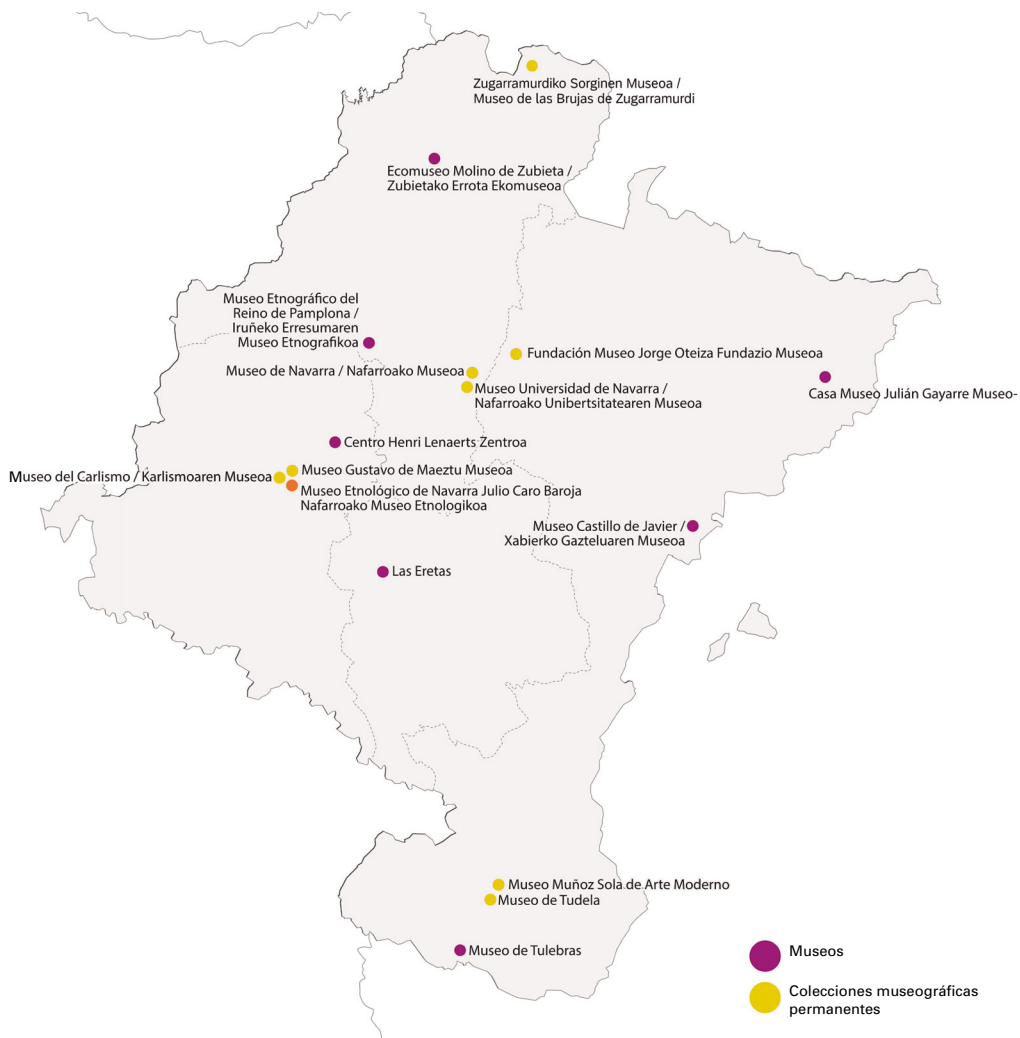 Zugarramurdiko Sorginen Museoa /
Museo de las Brujas de Zugarramurdi
Ecomuseo Molino de Zubieta /
Zubietako Errota Ekomuseoa
Museo Etnográfico del
Reino de Pamplona /
Iruñeko Erresumaren
Museo Etnografikoa
Fundación Museo Jorge Oteiza Fundazio Museoa
Museo de Navarra / Nafarroako Museoa
Museo Universidad de Navarra /
Nafarroako Unibertsitatearen Museoa
Casa Museo Julián Gayarre Museo-
Centro Henri Lenaerts Zentroa
Museo Gustavo de Maeztu Museoa
Museo del Carlismo / Karlismoaren Museoa
Museo Etnológico de Navarra Julio Caro Baroja
Nafarroako Museo Etnologikoa
Museo Castillo de Javier /
Xabierko Gazteluaren Museoa
Las Eretas
Museo Muñoz Sola de Arte Moderno
Museo de Tudela
Museo de Tulebras
Museos
Colecciones museográficas
permanentes